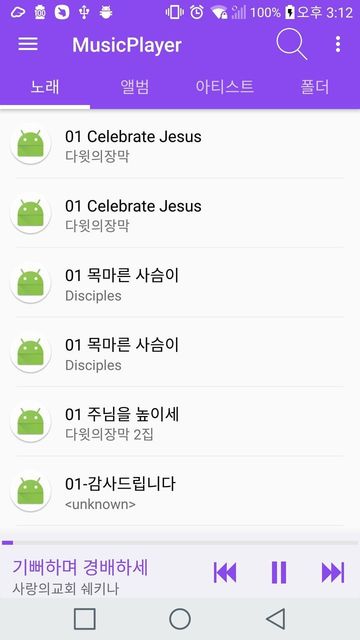 100% 오후 3:12
MusicPlayer
노래 앨범 아티스트 폴더
01 Celebrate Jesus
다윗의장막
01 Celebrate Jesus
다윗의장막
01 목마른 사슴이
Disciples
01 목마른 사슴이
Disciples
01 주님을 높이세
다윗의장막 2집
01-감사드립니다
<unknown>
기뻐하며 경배하세
사랑의교회 쉐키나